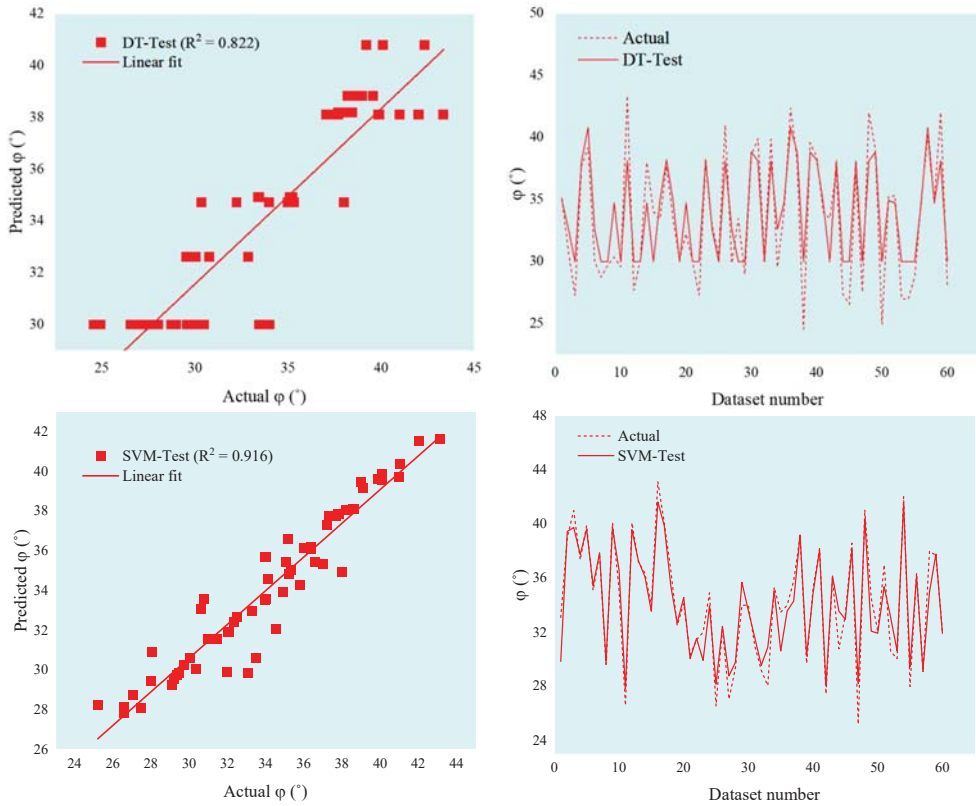 42
40
38
36
34
32
30
Predicted φ (°)
DT-Test (R² = 0.822)
Linear fit
25 30 35 40 45
Actual φ (°)
50
45
40
35
30
25
φ (°)
Actual
DT-Test
0 10 20 30 40 50 60
Dataset number
42
40
38
36
34
32
30
28
26
Predicted φ (°)
SVM-Test (R² = 0.916)
Linear fit
24 26 28 30 32 34 36 38 40 42 44
Actual φ (°)
48
44
40
36
32
28
24
φ (°)
Actual
SVM-Test
0 10 20 30 40 50 60
Dataset number